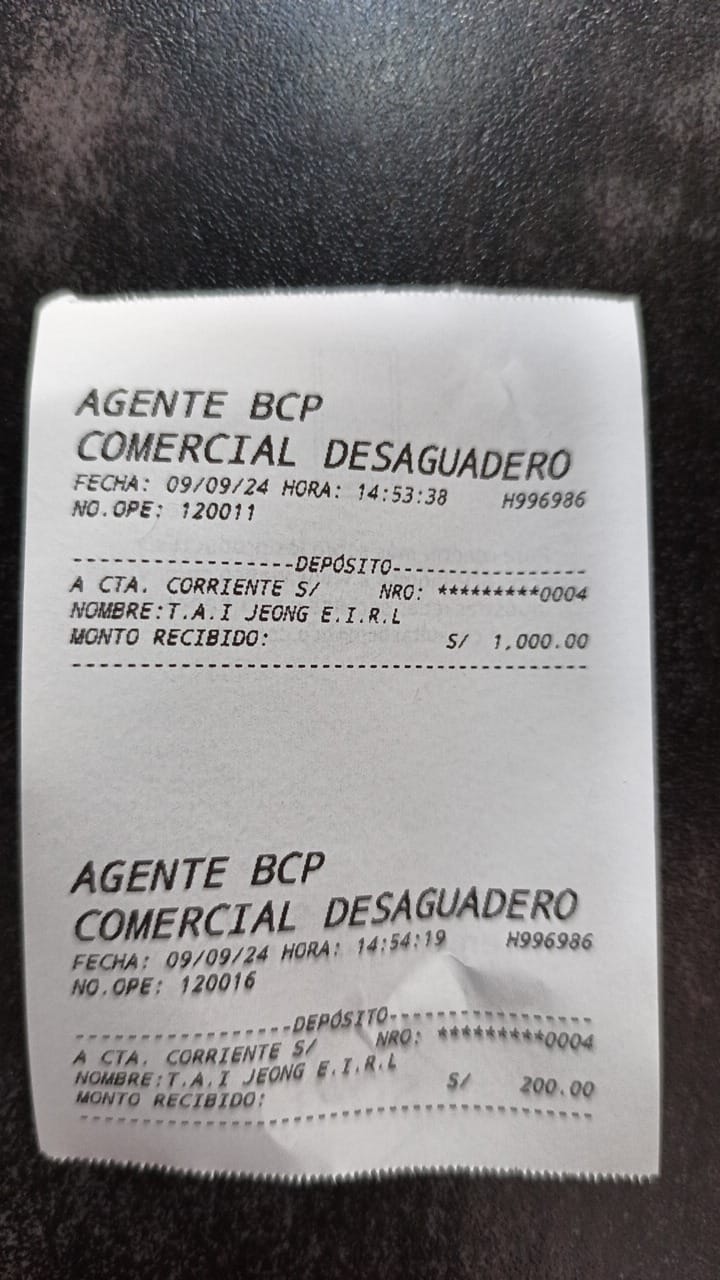 AGENTE BCP
COMERCIAL DESAGUADERO
FECHA: 09/09/24 HORA: 14:53:38 H996986
NO.OPE: 120011
------------------DEPÓSITO----------------
A CTA. CORRIENTE S/ NRO: *********0004
NOMBRE:T.A.I JEONG E.I.R.L
MONTO RECIBIDO: S/ 1,000.00
------------------------------------------
AGENTE BCP
COMERCIAL DESAGUADERO
FECHA: 09/09/24 HORA: 14:54:19 H996986
NO.OPE: 120016
------------------DEPÓSITO----------------
A CTA. CORRIENTE S/ NRO: *********0004
NOMBRE:T.A.I JEONG E.I.R.L
MONTO RECIBIDO: S/ 200.00
------------------------------------------